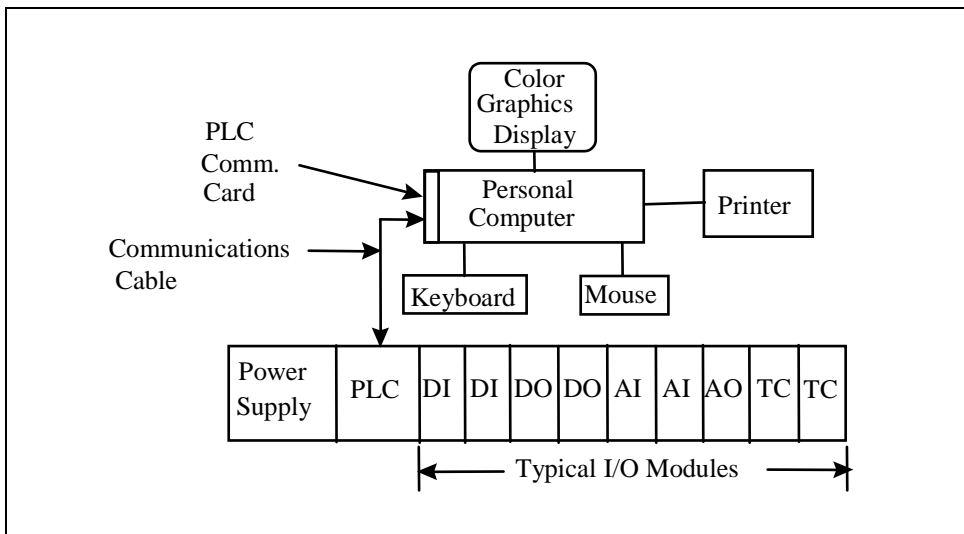 Color
Graphics
Display
PLC
Comm.
Card
Personal
Computer
Printer
Communications
Cable
Keyboard
Mouse
Power
Supply
PLC
DI
DI
DO
DO
AI
AI
AO
TC
TC
Typical I/O Modules